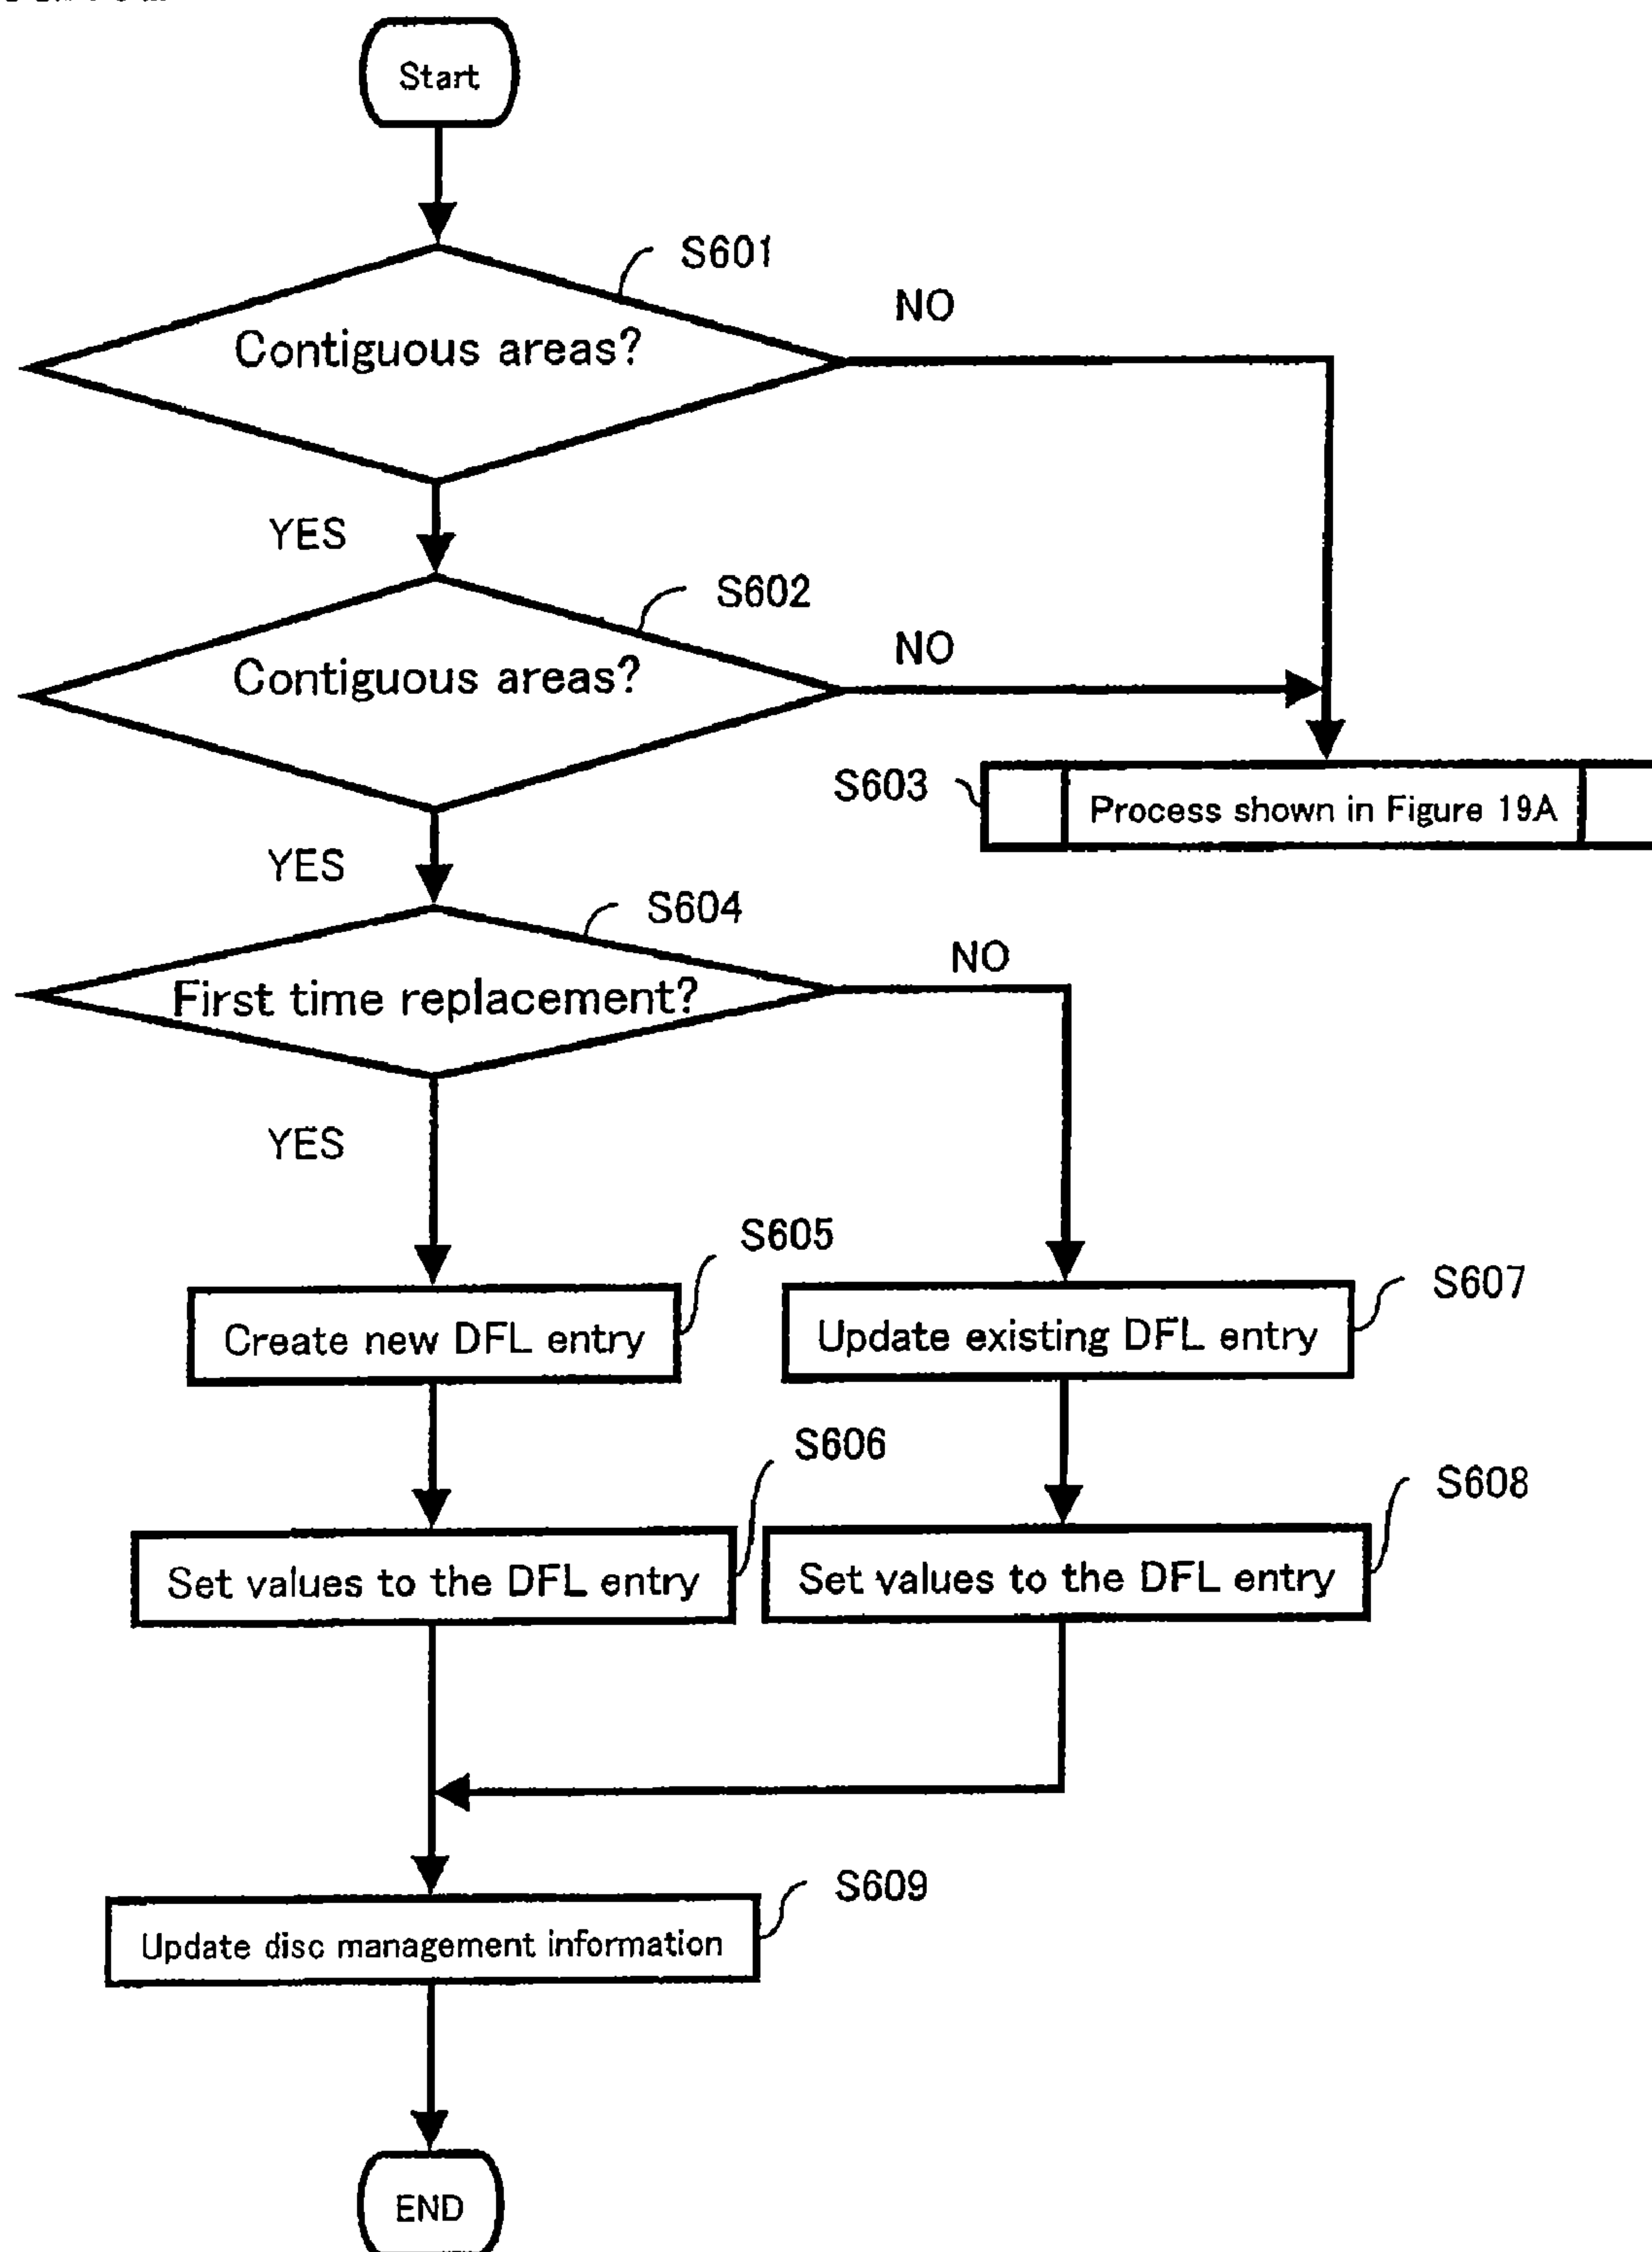 Start
S601
Contiguous areas?
NO
YES
S602
Contiguous areas?
NO
S603
Process shown in Figure 19A
YES
S604
First time replacement?
NO
YES
S605
Create new DFL entry
S607
Update existing DFL entry
S606
Set values to the DFL entry
S608
Set values to the DFL entry
S609
Update disc management information
END